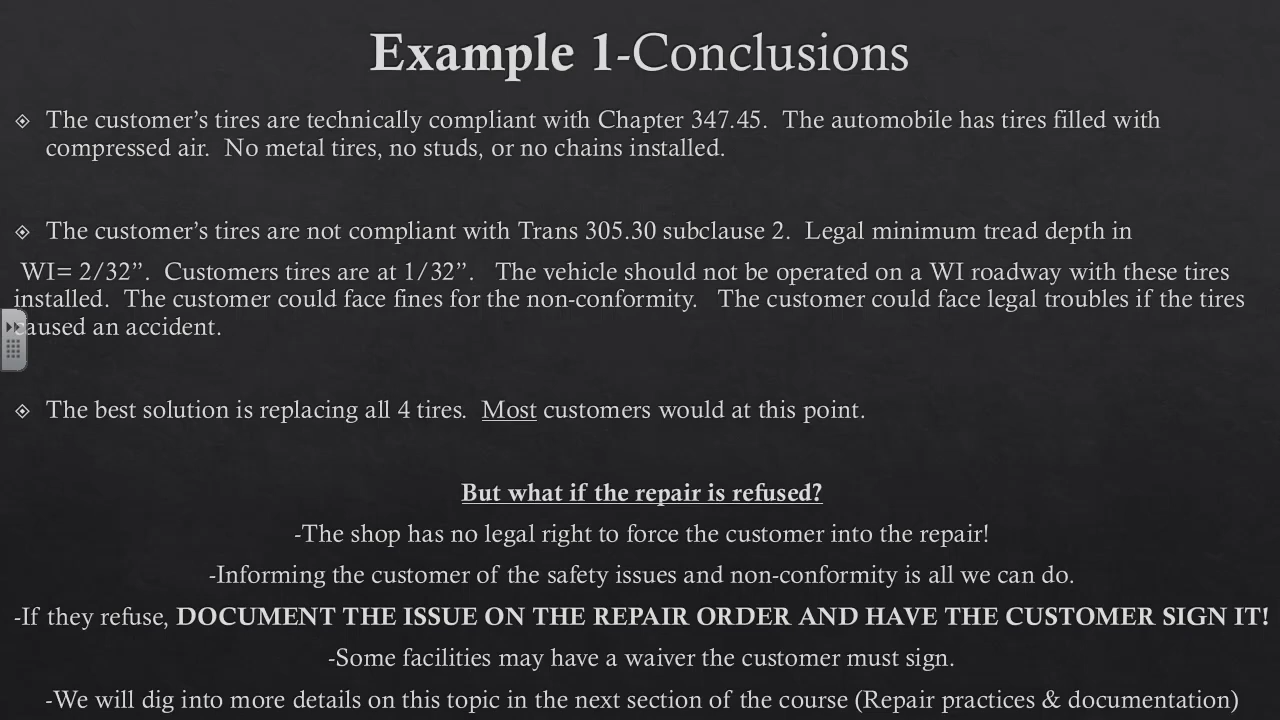 Example 1-Conclusions
The customer’s tires are technically compliant with Chapter 347.45.  The automobile has tires filled with
compressed air.  No metal tires, no studs, or no chains installed.
The customer’s tires are not compliant with Trans 305.30 subclause 2.  Legal minimum tread depth in
WI= 2/32”.  Customers tires are at 1/32”.   The vehicle should not be operated on a WI roadway with these tires
installed.  The customer could face fines for the non-conformity.   The customer could face legal troubles if the tires
caused an accident.
The best solution is replacing all 4 tires.  Most customers would at this point.
But what if the repair is refused?
-The shop has no legal right to force the customer into the repair!
-Informing the customer of the safety issues and non-conformity is all we can do.
-If they refuse, DOCUMENT THE ISSUE ON THE REPAIR ORDER AND HAVE THE CUSTOMER SIGN IT!
-Some facilities may have a waiver the customer must sign.
-We will dig into more details on this topic in the next section of the course (Repair practices & documentation)